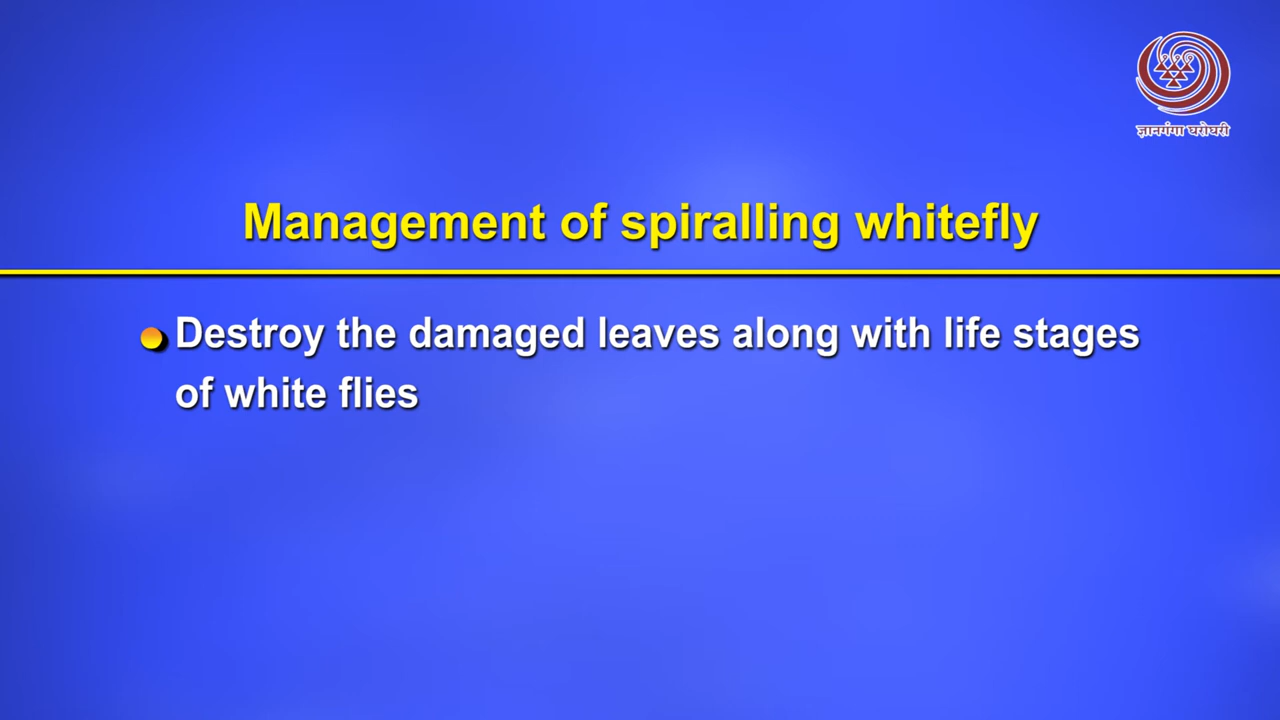 ज्ञानगंगा घरोघरी
Management of spiralling whitefly
Destroy the damaged leaves along with life stages
of white flies